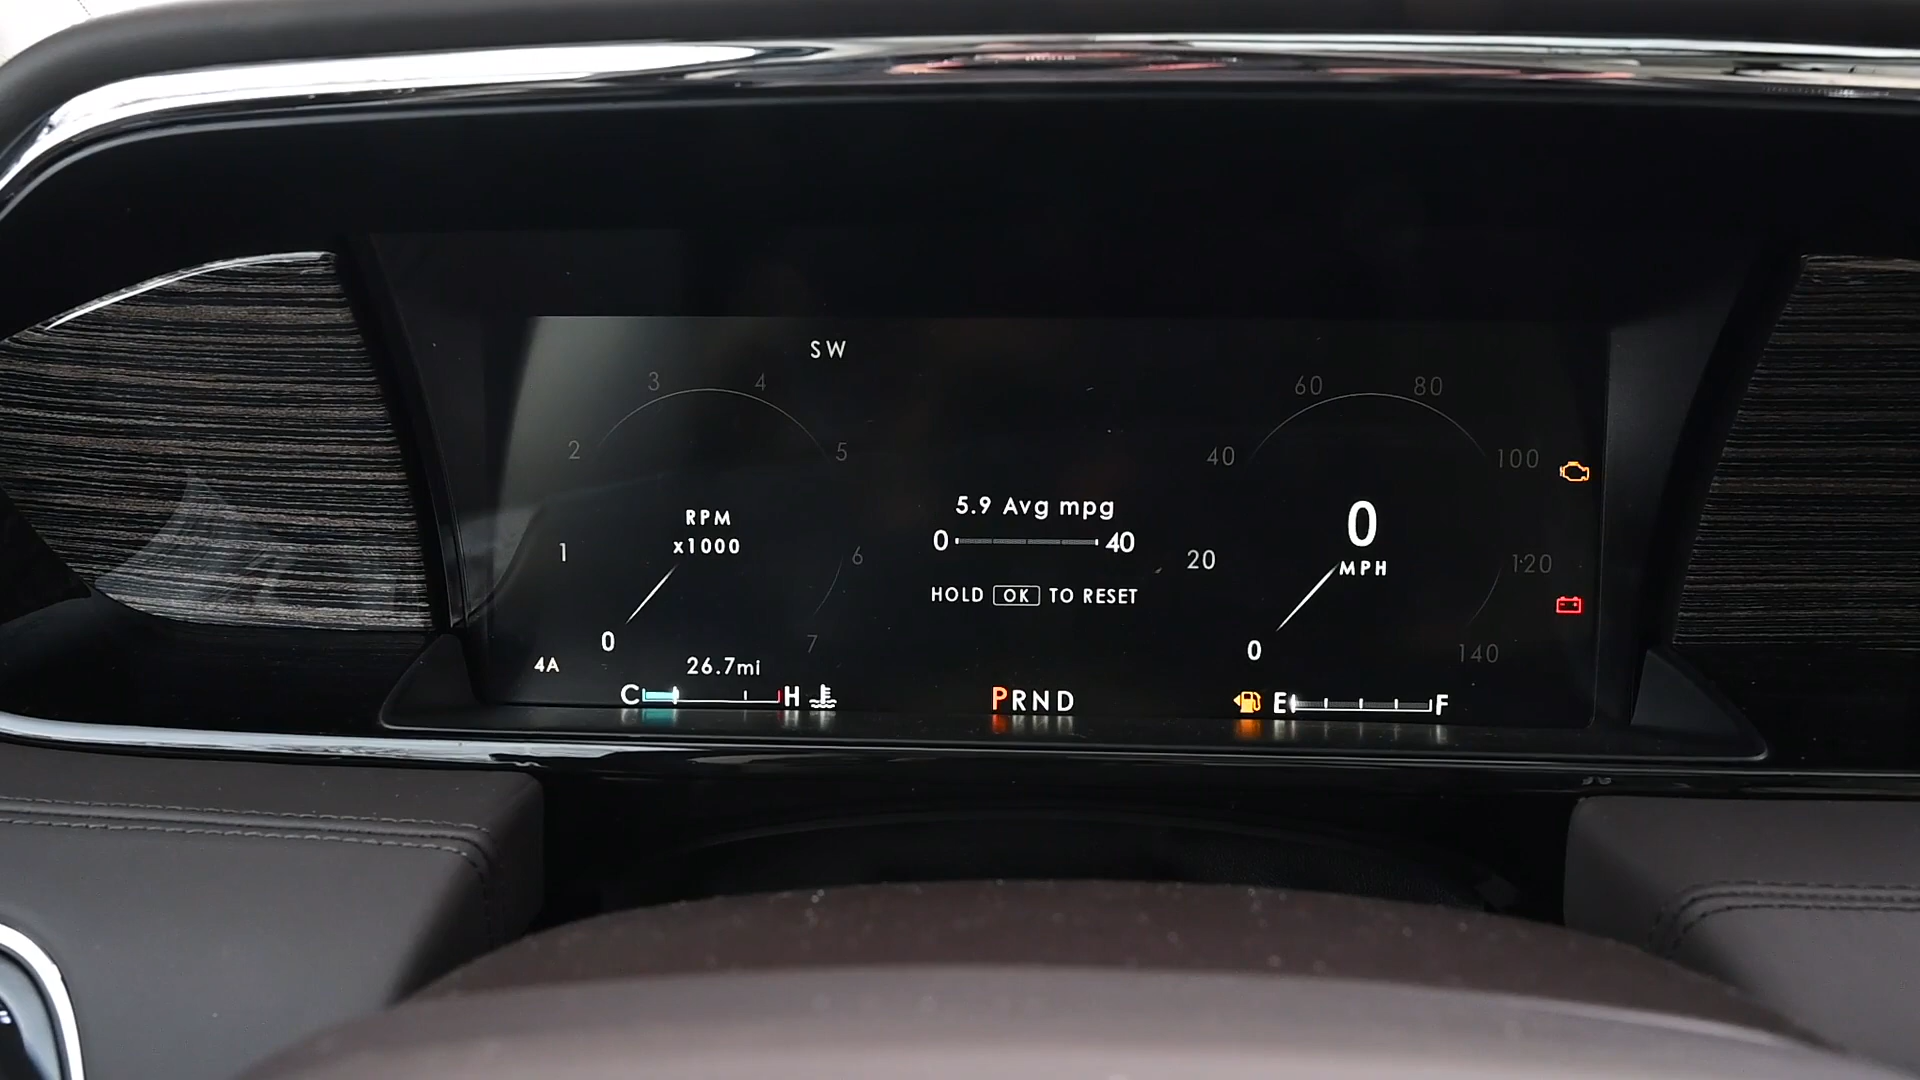 SW
3 4
2 5
RPM
x1000
1 6
0 7
4A 26.7mi
C H
5.9 Avg mpg
0 40
HOLD OK TO RESET
PRND
60 80
40 100
0
MPH
20 120
0 140
E F